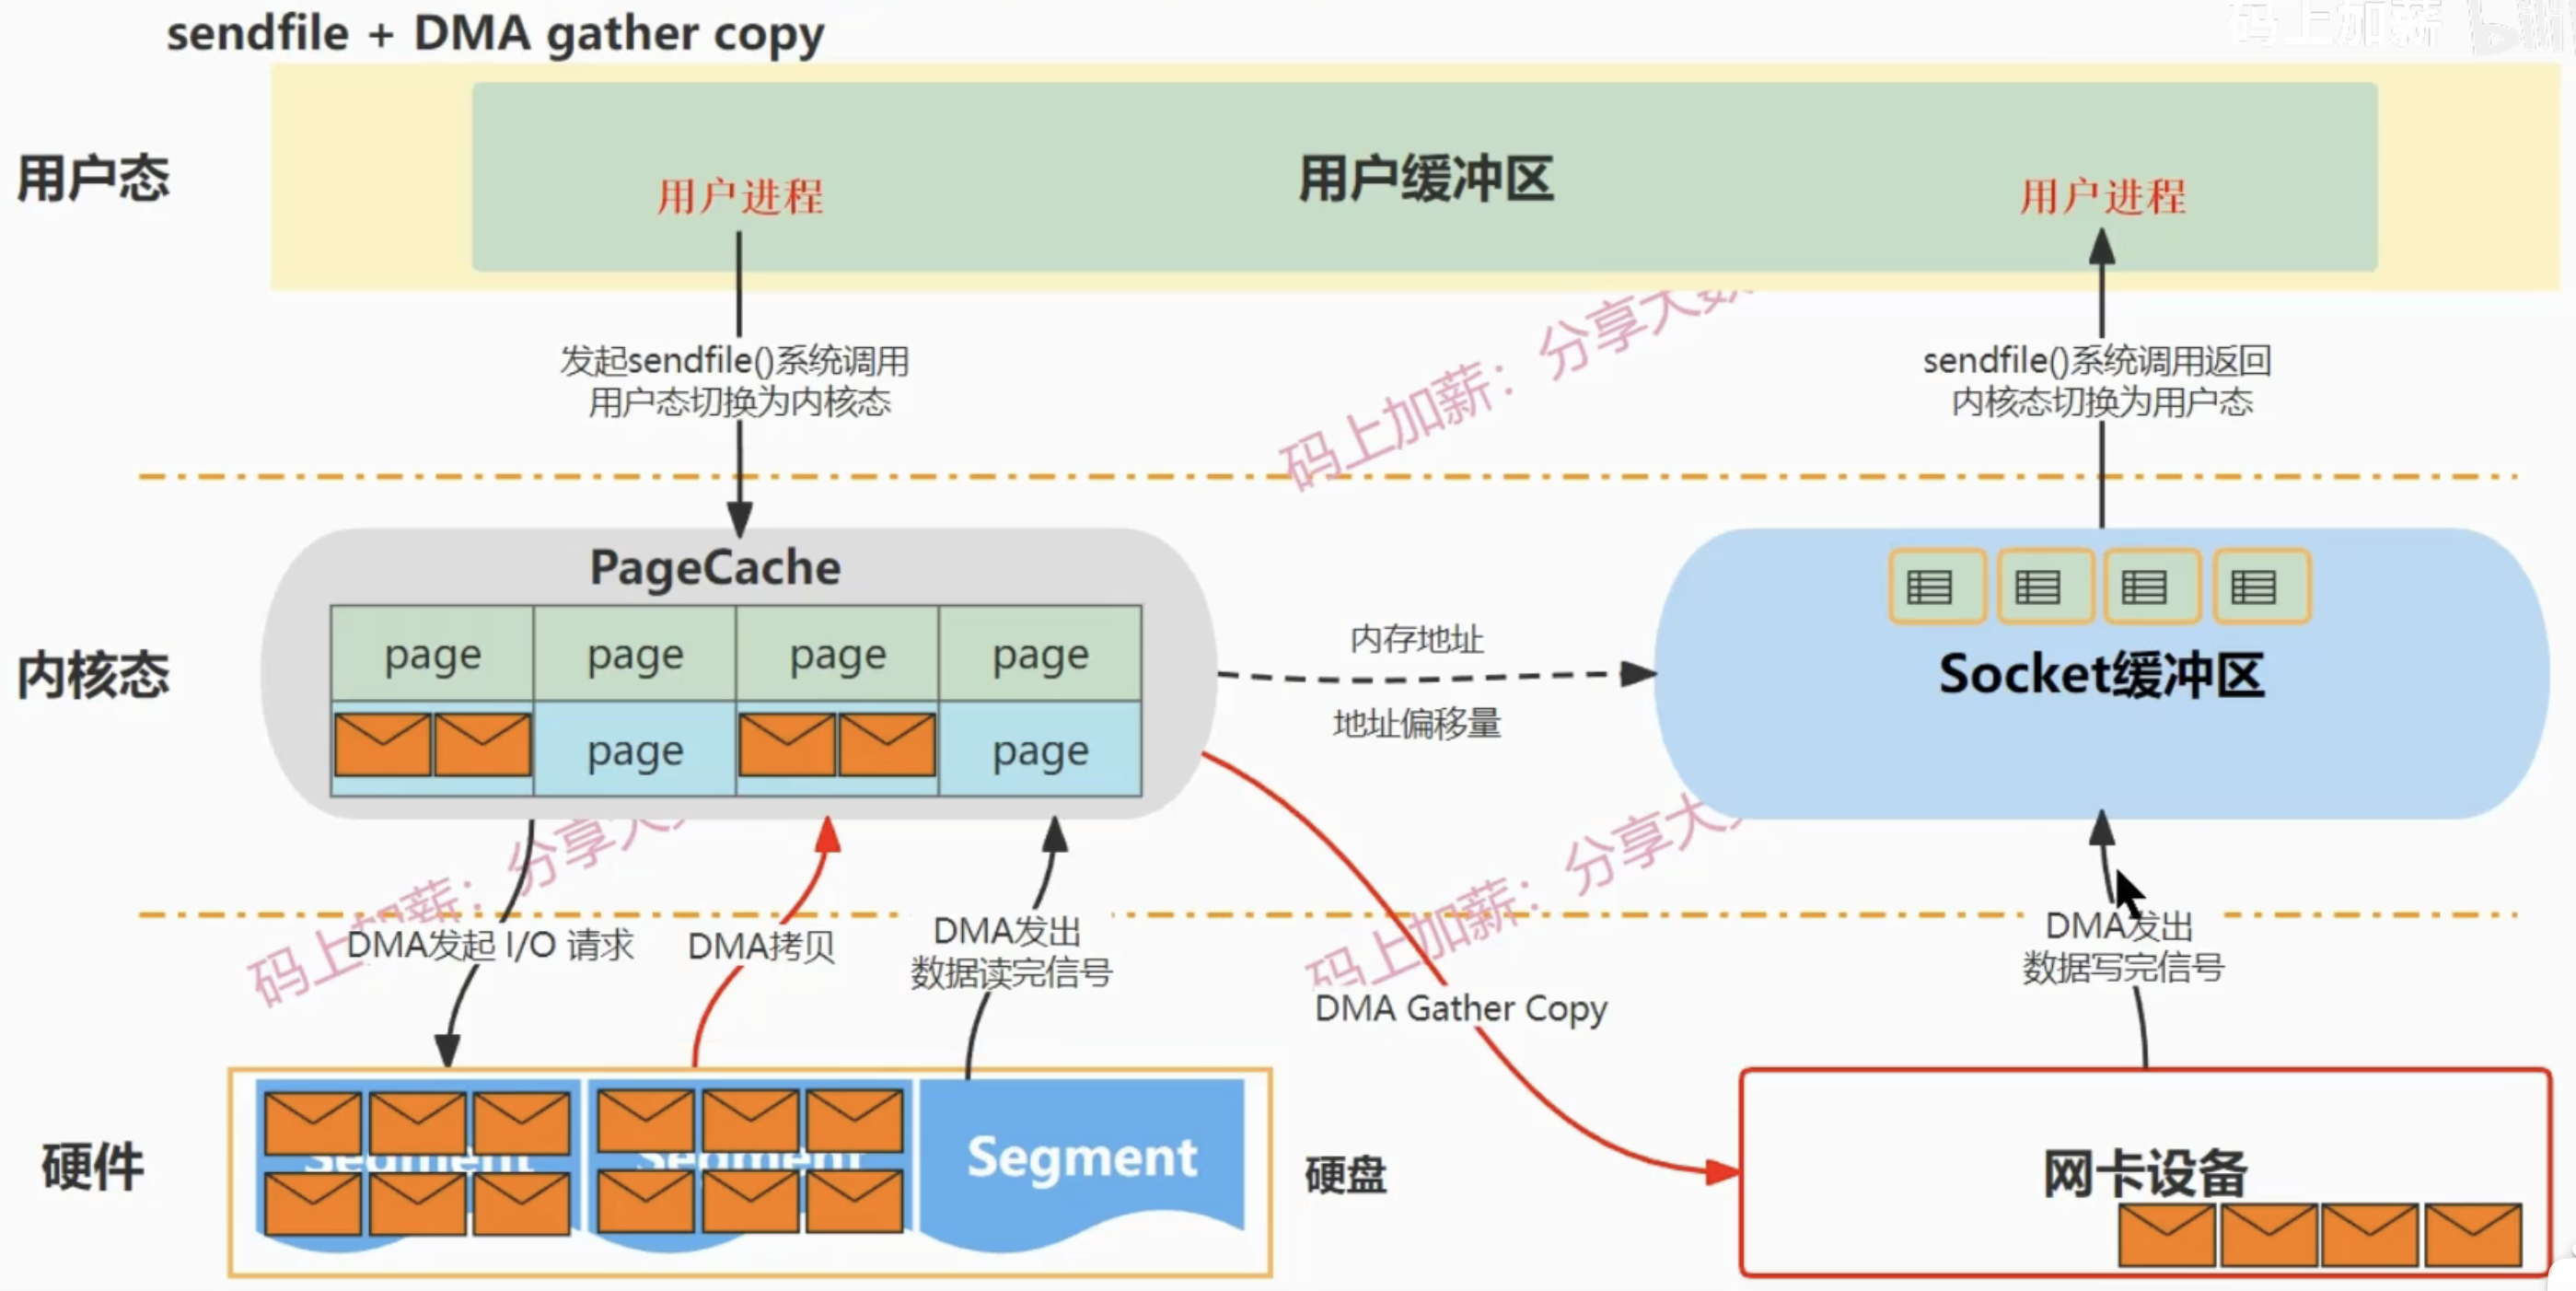 sendfile + DMA gather copy
码上加薪
用户态
用户进程
用户缓冲区
用户进程
发起sendfile()系统调用
用户态切换为内核态
sendfile()系统调用返回
内核态切换为用户态
码上加薪：分享大数
内核态
PageCache
page page page page
page page
内存地址
地址偏移量
Socket缓冲区
码上加薪：分享大
码上加薪：分享大
DMA发起 I/O 请求
DMA拷贝
DMA发出
数据读完信号
DMA Gather Copy
DMA发出
数据写完信号
硬件
Segment
Segment
Segment
硬盘
网卡设备